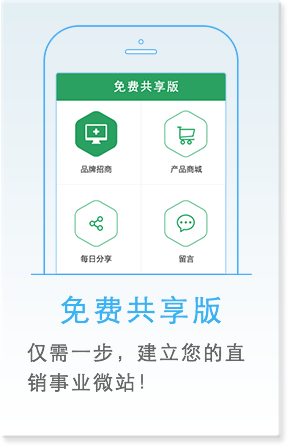 免费共享版
品牌招商
产品商城
每日分享
留言
免费共享版
仅需一步，建立您的直
销事业微站！